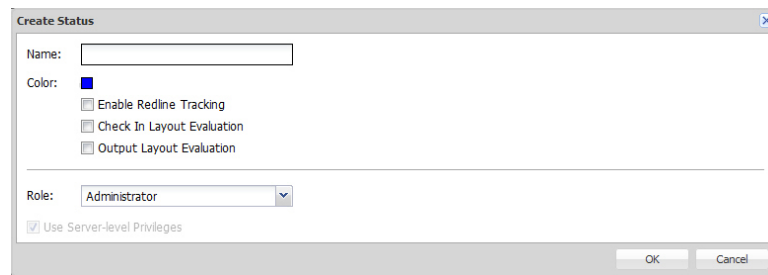 Create Status
Name:
Color:
Enable Redline Tracking
Check In Layout Evaluation
Output Layout Evaluation
Role: Administrator
Use Server-level Privileges
OK Cancel